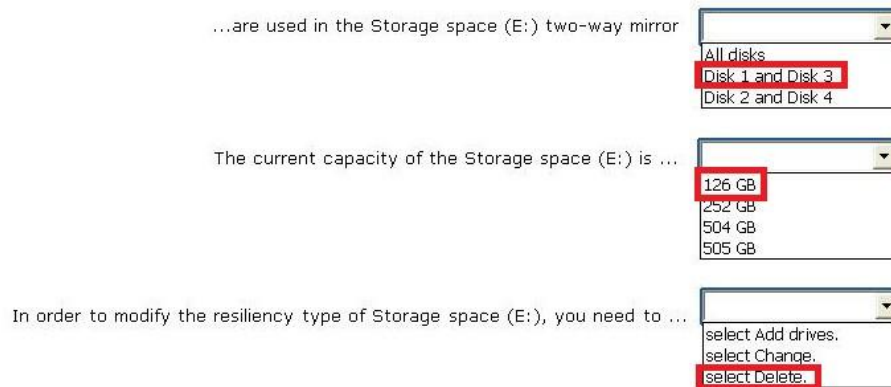 ...are used in the Storage space (E:) two-way mirror
All disks
Disk 1 and Disk 3
Disk 2 and Disk 4
The current capacity of the Storage space (E:) is ...
126 GB
252 GB
504 GB
505 GB
In order to modify the resiliency type of Storage space (E:), you need to ...
select Add drives.
select Change.
select Delete.